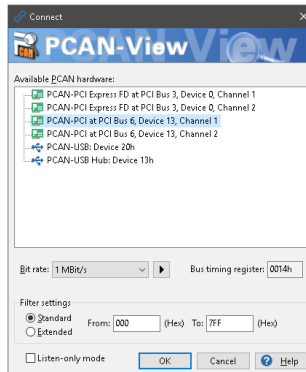 Connect
PCAN-View
Available PCAN hardware:
PCAN-PCI Express FD at PCI Bus 3, Device 0, Channel 1
PCAN-PCI Express FD at PCI Bus 3, Device 0, Channel 2
PCAN-PCI at PCI Bus 6, Device 13, Channel 1
PCAN-PCI at PCI Bus 6, Device 13, Channel 2
PCAN-USB: Device 20h
PCAN-USB Hub: Device 13h
Bit rate: 1 MBit/s Bus timing register: 0014h
Filter settings
Standard
From: 000 (Hex) To: 7FF (Hex)
Extended
Listen-only mode OK Cancel Help